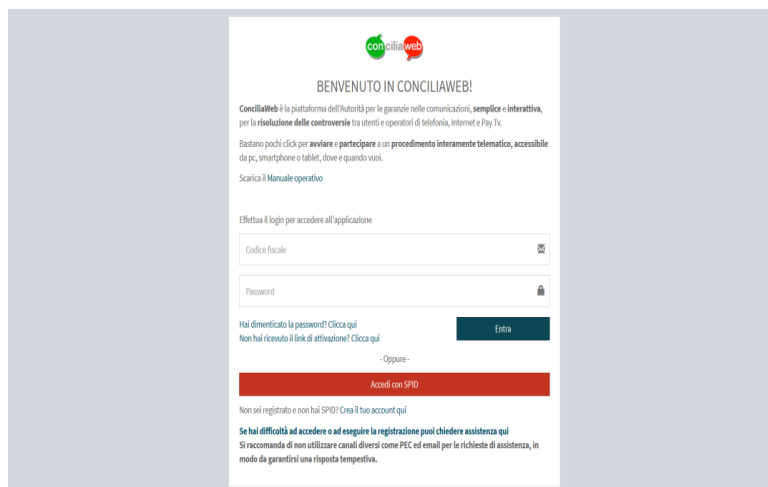 conciliaweb
BENVENUTO IN CONCILIAWEB!
ConciliaWeb è la piattaforma dell'Autorità per le garanzie nelle comunicazioni, semplice e interattiva,
per la risoluzione delle controversie tra utenti e operatori di telefonia, Internet e Pay Tv.
Bastano pochi click per avviare e partecipare a un procedimento interamente telematico, accessibile
da pc, smartphone o tablet, dove e quando vuoi.
Scarica il Manuale operativo
Effettua il login per accedere all'applicazione
Codice fiscale
Password
Hai dimenticato la password? Clicca qui
Non hai ricevuto il link di attivazione? Clicca qui
Entra
- Oppure -
Accedi con SPID
Non sei registrato e non hai SPID? Crea il tuo account qui
Se hai difficoltà ad accedere o ad eseguire la registrazione puoi chiedere assistenza qui
Si raccomanda di non utilizzare canali diversi come PEC ed email per le richieste di assistenza, in
modo da garantirsi una risposta tempestiva.